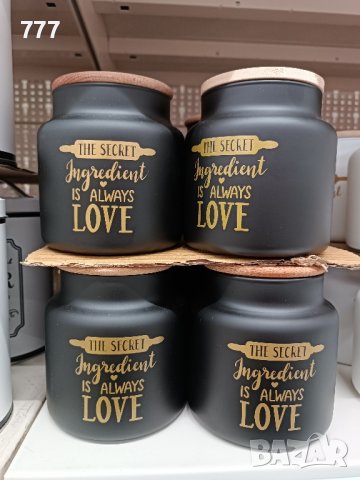 777
THE SECRET
Ingredient
IS ALWAYS
LOVE
THE SECRET
Ingredient
IS ALWAYS
LOVE
THE SECRET
Ingredient
IS ALWAYS
LOVE
THE SECRET
Ingredient
IS ALWAYS
LOVE
BAZAR